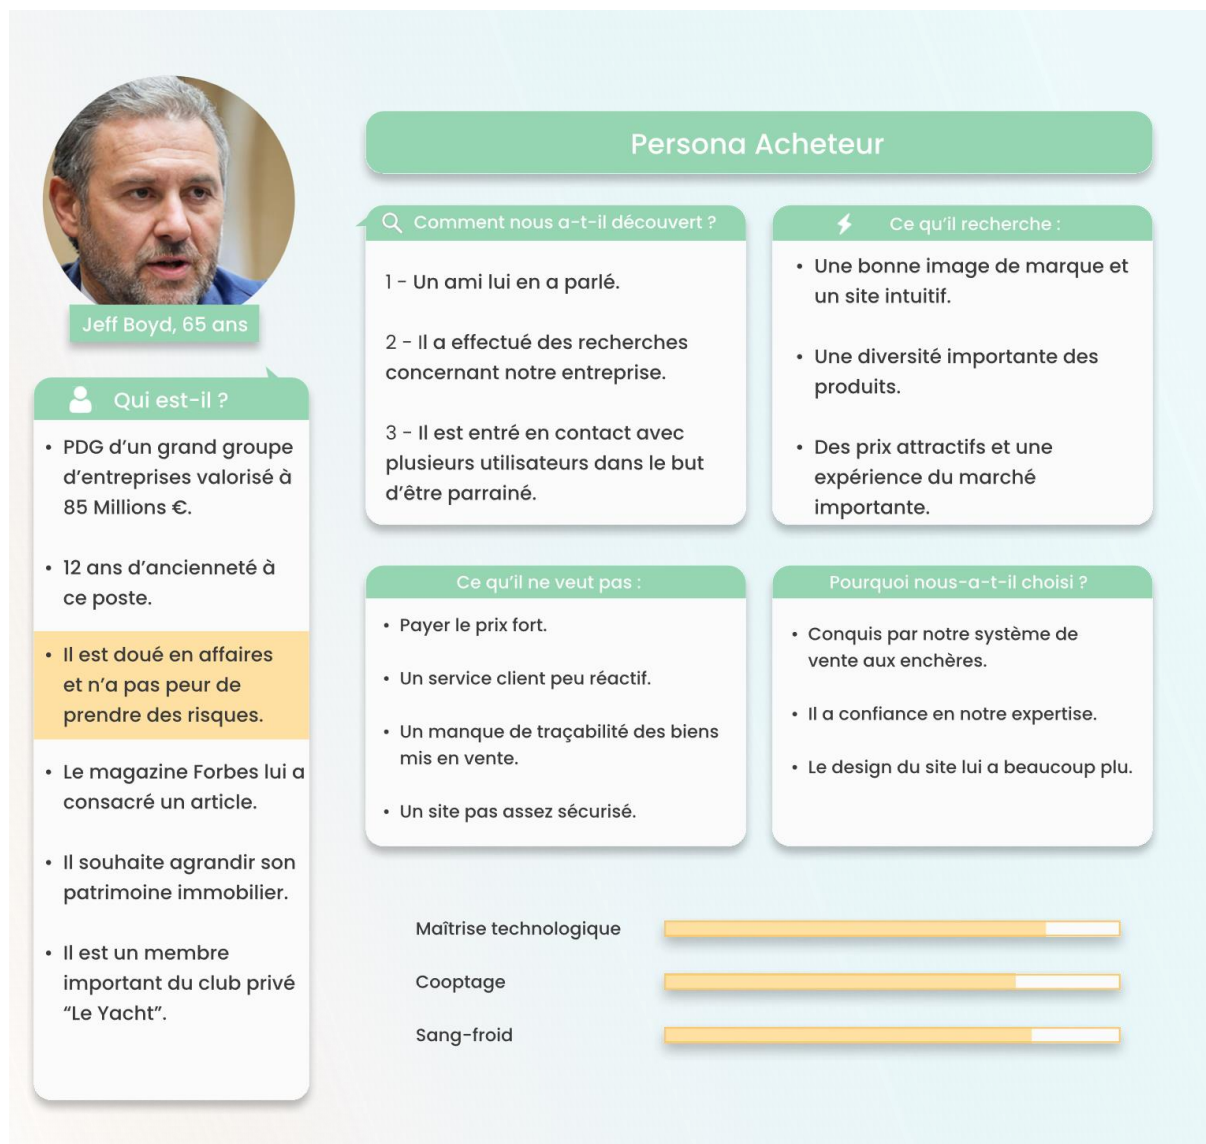 Persona Acheteur
Jeff Boyd, 65 ans
Qui est-il ?
• PDG d’un grand groupe
d’entreprises valorisé à
85 Millions €.
• 12 ans d’ancienneté à
ce poste.
• Il est doué en affaires
et n’a pas peur de
prendre des risques.
• Le magazine Forbes lui a
consacré un article.
• Il souhaite agrandir son
patrimoine immobilier.
• Il est un membre
important du club privé
“Le Yacht”.
Comment nous a-t-il découvert ?
1 - Un ami lui en a parlé.
2 - Il a effectué des recherches
concernant notre entreprise.
3 - Il est entré en contact avec
plusieurs utilisateurs dans le but
d’être parrainé.
Ce qu’il recherche :
• Une bonne image de marque et
un site intuitif.
• Une diversité importante des
produits.
• Des prix attractifs et une
expérience du marché
importante.
Ce qu’il ne veut pas :
• Payer le prix fort.
• Un service client peu réactif.
• Un manque de traçabilité des biens
mis en vente.
• Un site pas assez sécurisé.
Pourquoi nous-a-t-il choisi ?
• Conquis par notre système de
vente aux enchères.
• Il a confiance en notre expertise.
• Le design du site lui a beaucoup plu.
Maîtrise technologique
Cooptage
Sang-froid